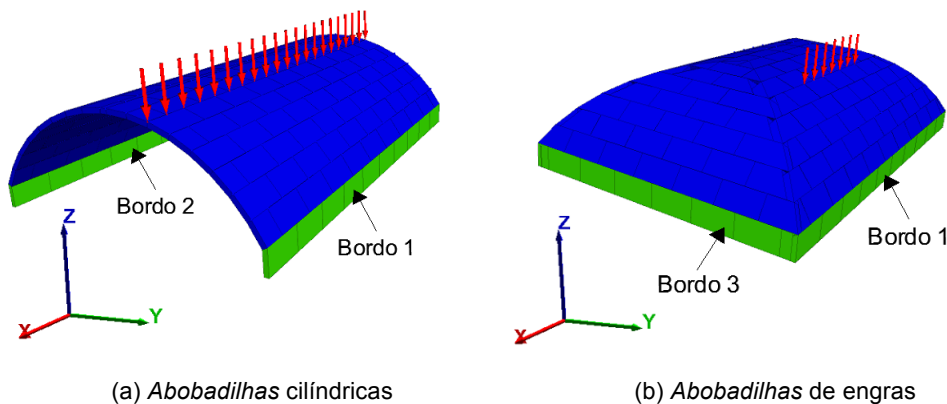 Bordo 2
Bordo 1
Z
X
Y
(a) Abobadilhas cilíndricas
Bordo 1
Bordo 3
Z
X
Y
(b) Abobadilhas de engras